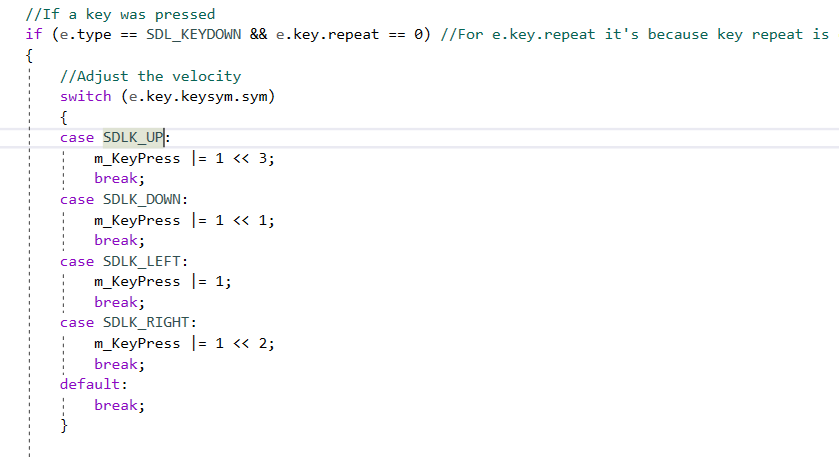 //If a key was pressed
if (e.type == SDL_KEYDOWN && e.key.repeat == 0) //For e.key.repeat it's because key repeat is
{
//Adjust the velocity
switch (e.key.keysym.sym)
{
case SDLK_UP:
m_KeyPress |= 1 << 3;
break;
case SDLK_DOWN:
m_KeyPress |= 1 << 1;
break;
case SDLK_LEFT:
m_KeyPress |= 1;
break;
case SDLK_RIGHT:
m_KeyPress |= 1 << 2;
break;
default:
break;
}